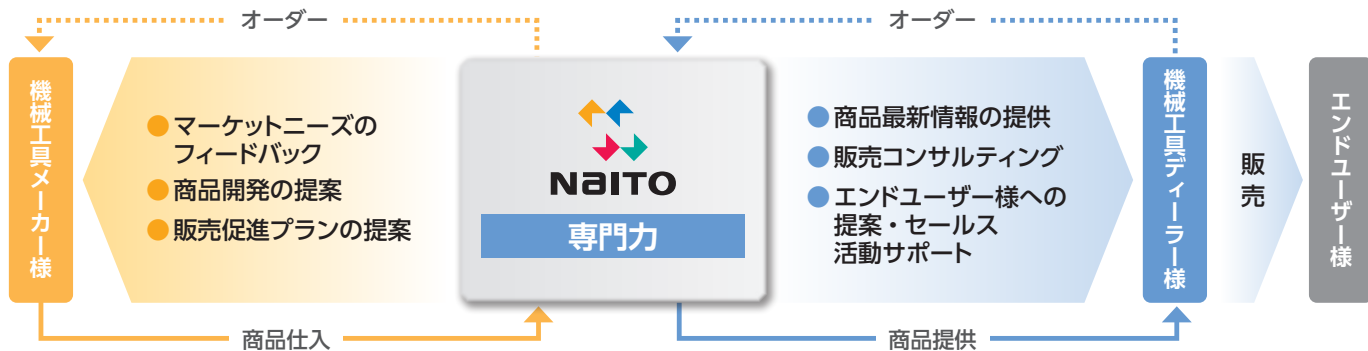 オーダー
オーダー
機械工具メーカー様
●マーケットニーズの
フィードバック
●商品開発の提案
●販売促進プランの提案
NaITO
専門力
●商品最新情報の提供
●販売コンサルティング
●エンドユーザー様への
提案・セールス
活動サポート
機械工具ディーラー様
販売
エンドユーザー様
商品仕入
商品提供